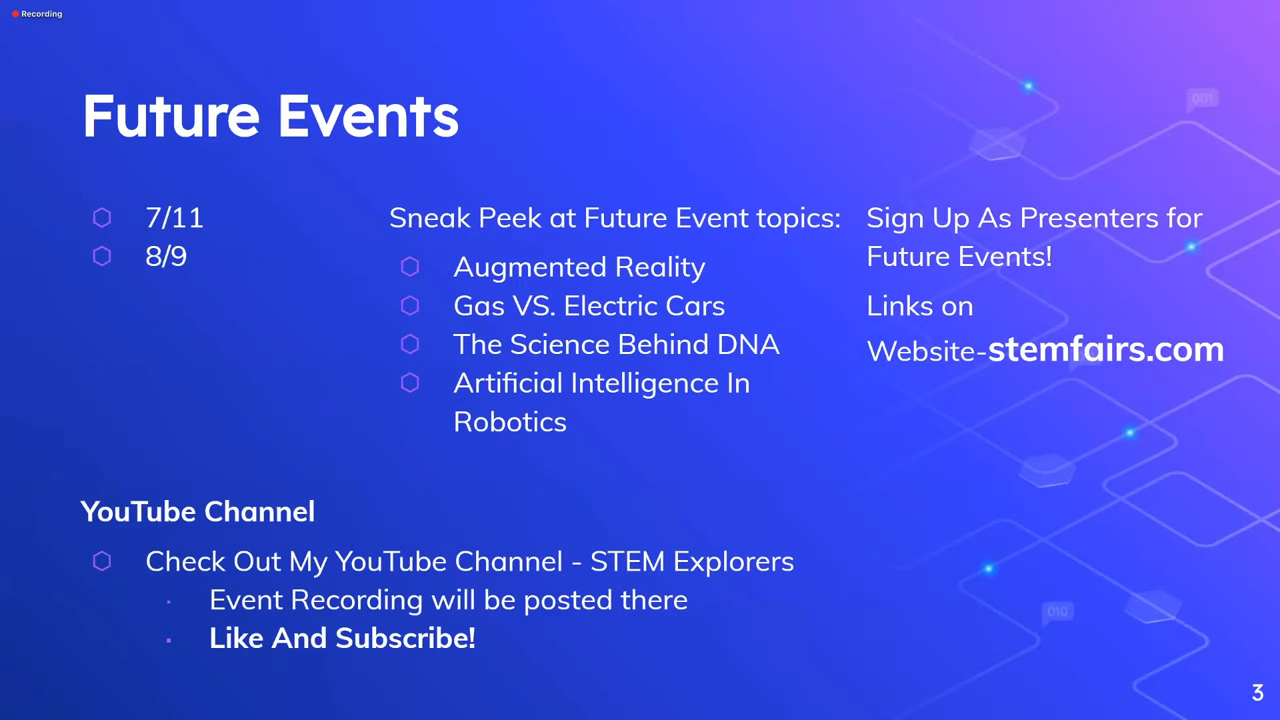 Recording
Future Events
7/11
8/9
Sneak Peek at Future Event topics:
Augmented Reality
Gas VS. Electric Cars
The Science Behind DNA
Artificial Intelligence In
Robotics
Sign Up As Presenters for
Future Events!
Links on
Website-stemfairs.com
YouTube Channel
Check Out My YouTube Channel - STEM Explorers
Event Recording will be posted there
Like And Subscribe!
001
010
3